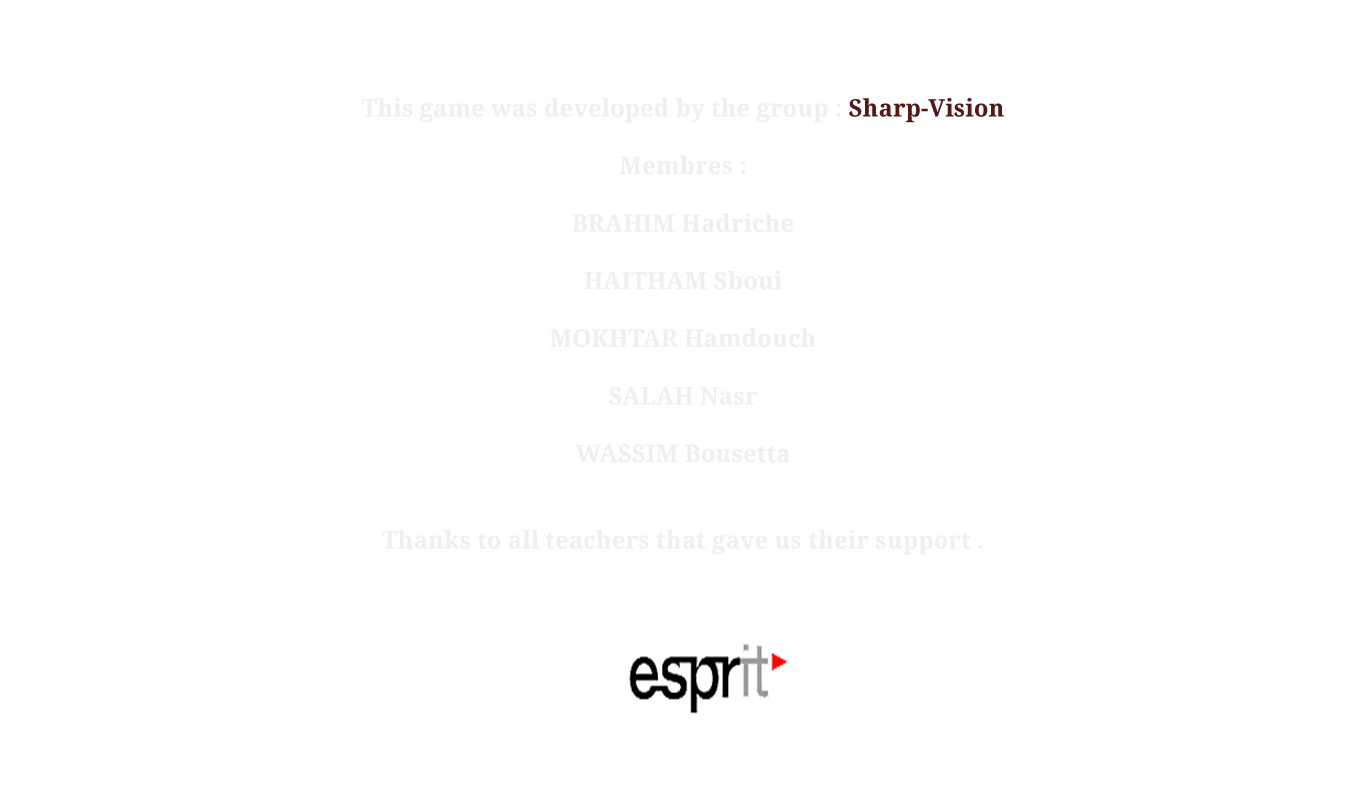 This game was developed by the group : Sharp-Vision
Membres :
BRAHIM Hadriche
HAITHAM Sboui
MOKHTAR Hamdouch
SALAH Nasr
WASSIM Bousetta
Thanks to all teachers that gave us their support .
esprit